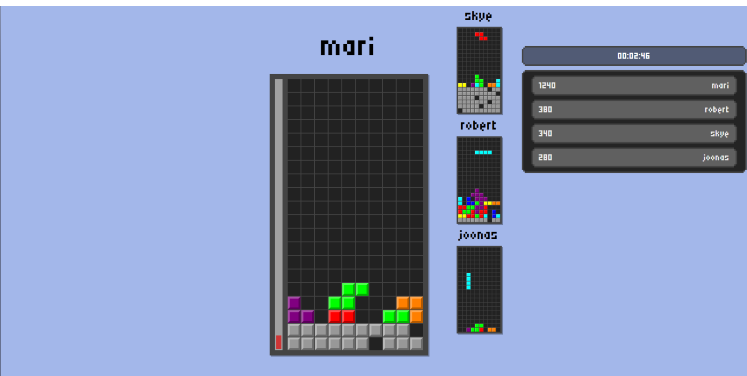 skye
mari
00:02:46
1240 mari
380 robert
340 skye
280 joonas
robert
joonas